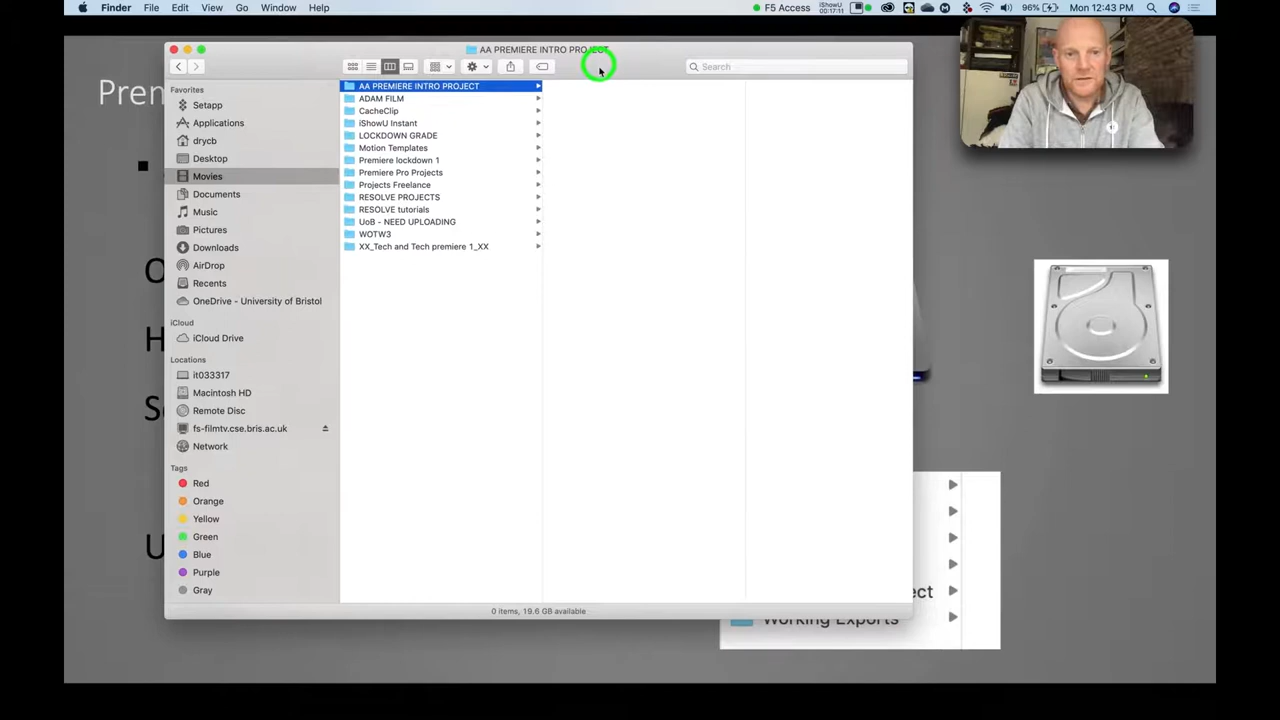 Finder File Edit View Go Window Help F5 Access iShowU 00:17:11 96% Mon 12:43 PM
AA PREMIERE INTRO PROJECT
Search
Favorites
Setapp
Applications
drycb
Desktop
Movies
Documents
Music
Pictures
Downloads
AirDrop
Recents
OneDrive - University of Bristol
iCloud
iCloud Drive
Locations
it033317
Macintosh HD
Remote Disc
fs-filmtv.cse.bris.ac.uk
Network
Tags
Red
Orange
Yellow
Green
Blue
Purple
Gray
AA PREMIERE INTRO PROJECT
ADAM FILM
CacheClip
iShowU Instant
LOCKDOWN GRADE
Motion Templates
Premiere lockdown 1
Premiere Pro Projects
Projects Freelance
RESOLVE PROJECTS
RESOLVE tutorials
UoB - NEED UPLOADING
WOTW3
XX_Tech and Tech premiere 1_XX
0 items, 19.6 GB available
Working Exports